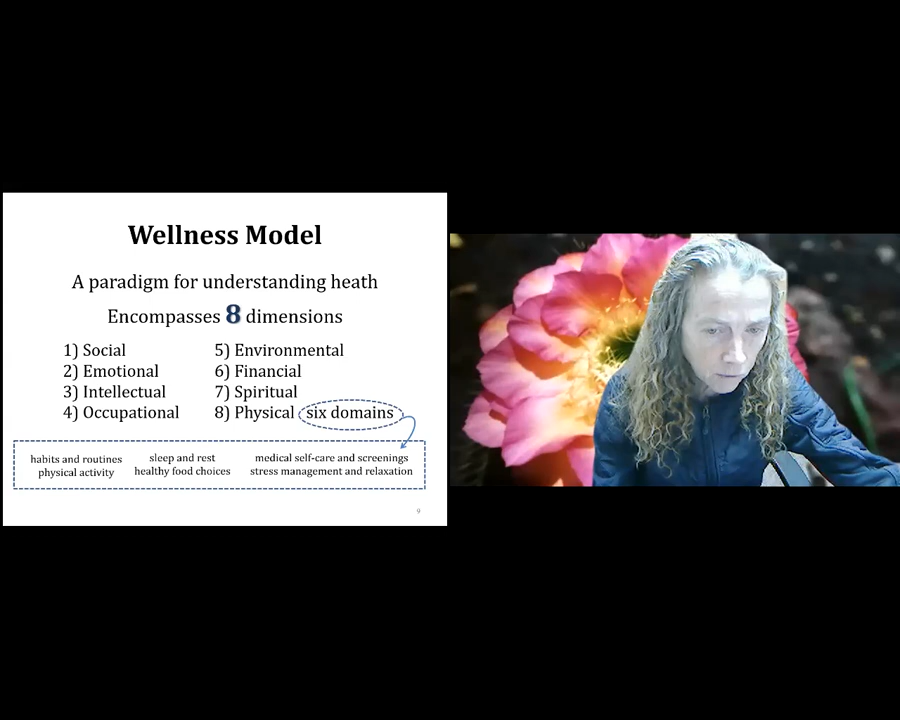 Wellness Model
A paradigm for understanding heath
Encompasses 8 dimensions
1) Social
2) Emotional
3) Intellectual
4) Occupational
5) Environmental
6) Financial
7) Spiritual
8) Physical six domains
habits and routines
physical activity
sleep and rest
healthy food choices
medical self-care and screenings
stress management and relaxation
9